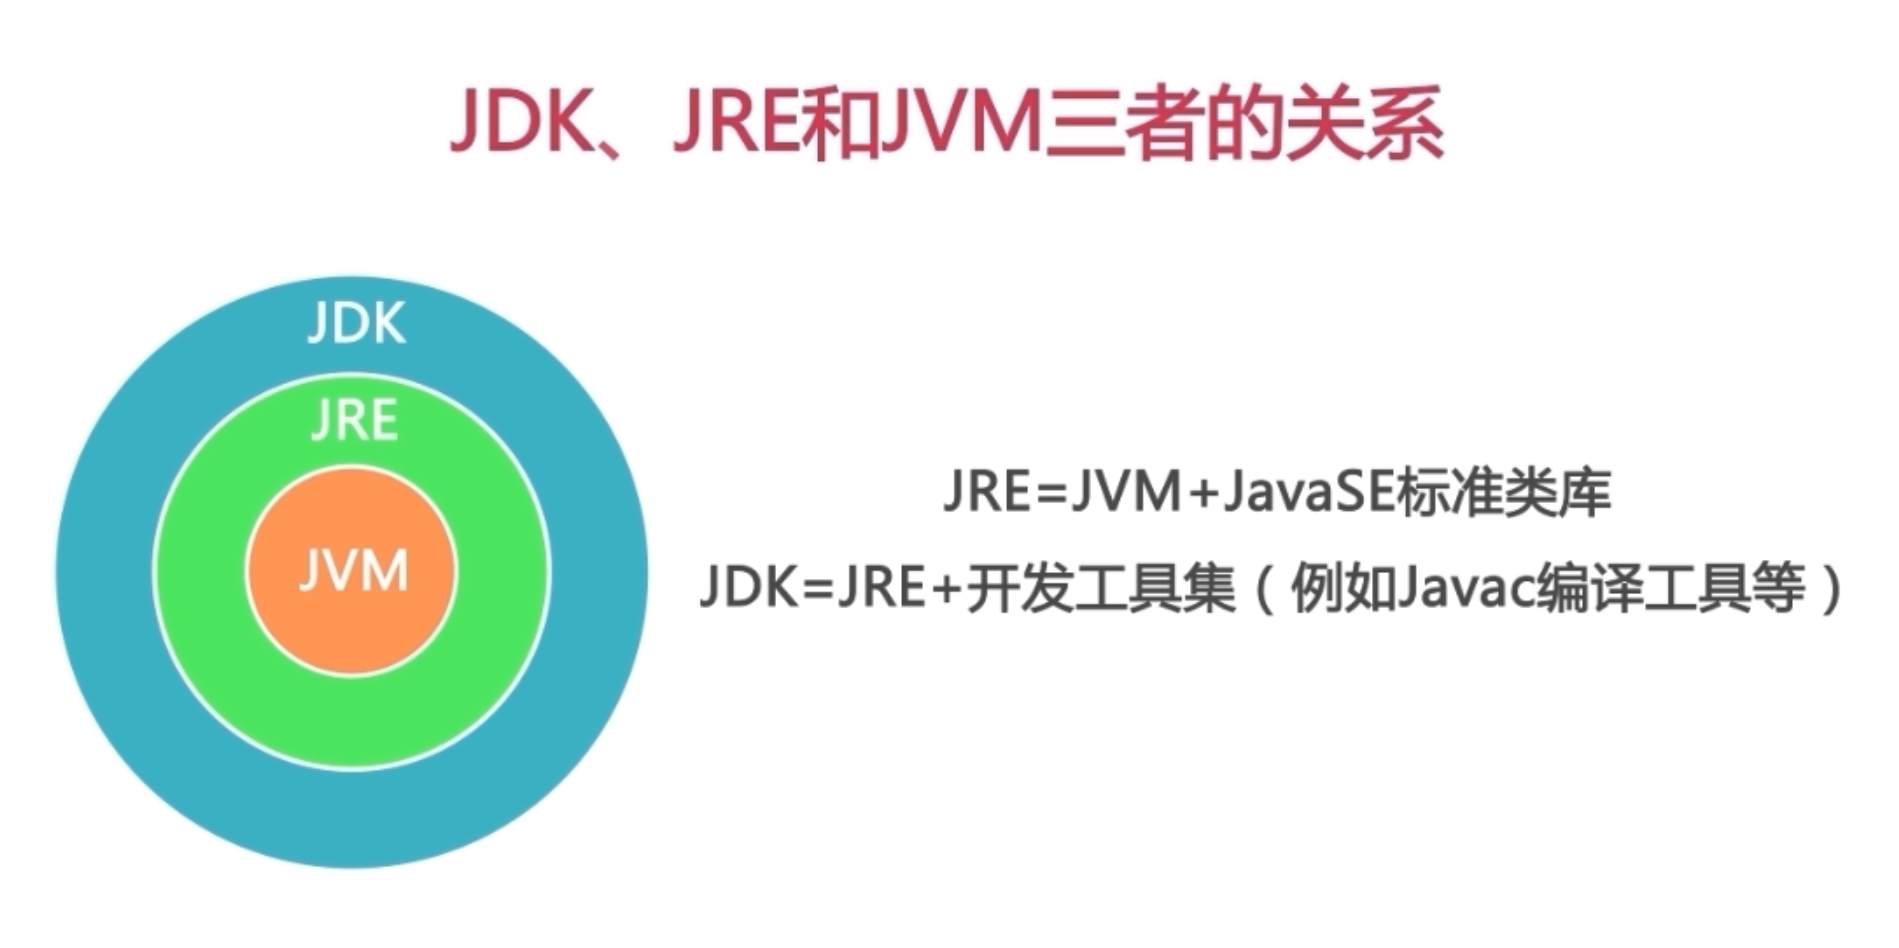 JDK、JRE和JVM三者的关系
JDK
JRE
JVM
JRE=JVM+JavaSE标准类库
JDK=JRE+开发工具集（例如Javac编译工具等）